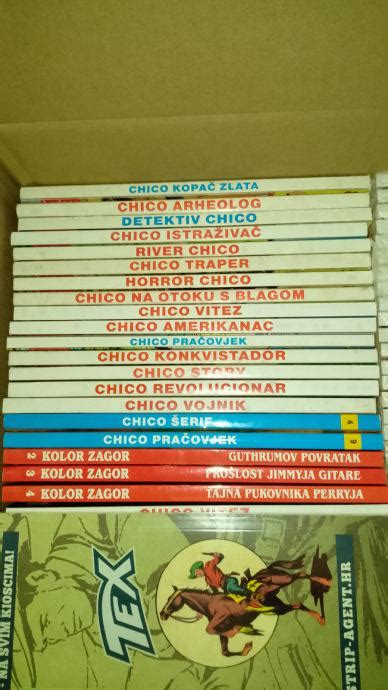 CHICO KOPAČ ZLATA
CHICO ARHEOLOG
DETEKTIV CHICO
CHICO ISTRAŽIVAČ
RIVER CHICO
CHICO TRAPER
HORROR CHICO
CHICO NA OTOKU S BLAGOM
CHICO VITEZ
CHICO AMERIKANAC
CHICO PRAČOVJEK
CHICO KONKVISTADOR
CHICO STORY
CHICO REVOLUCIONAR
CHICO VOJNIK
CHICO ŠERIF 4
CHICO PRAČOVJEK 9
2 KOLOR ZAGOR GUTHRUMOV POVRATAK
3 KOLOR ZAGOR PROŠLOST JIMMYJA GITARE
4 KOLOR ZAGOR TAJNA PUKOVNIKA PERRYJA
CHICO VITEZ
NA SVIM KIOSCIMA!
TEX
STRIP-AGENT.HR